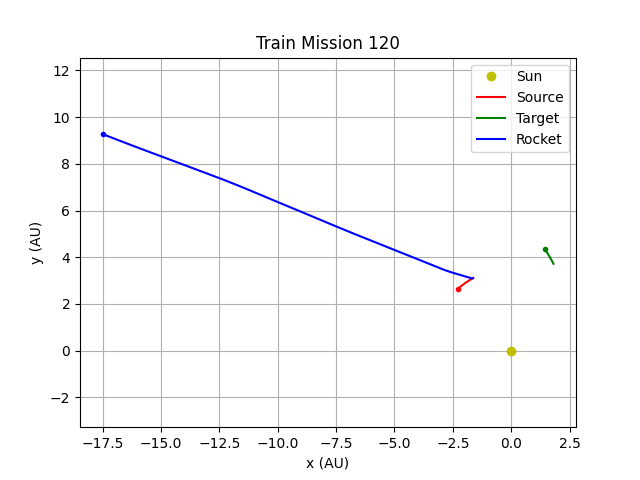 Train Mission 120
Sun
Source
Target
Rocket
12
10
8
6
4
2
0
−2
y (AU)
−17.5 −15.0 −12.5 −10.0 −7.5 −5.0 −2.5 0.0 2.5
x (AU)